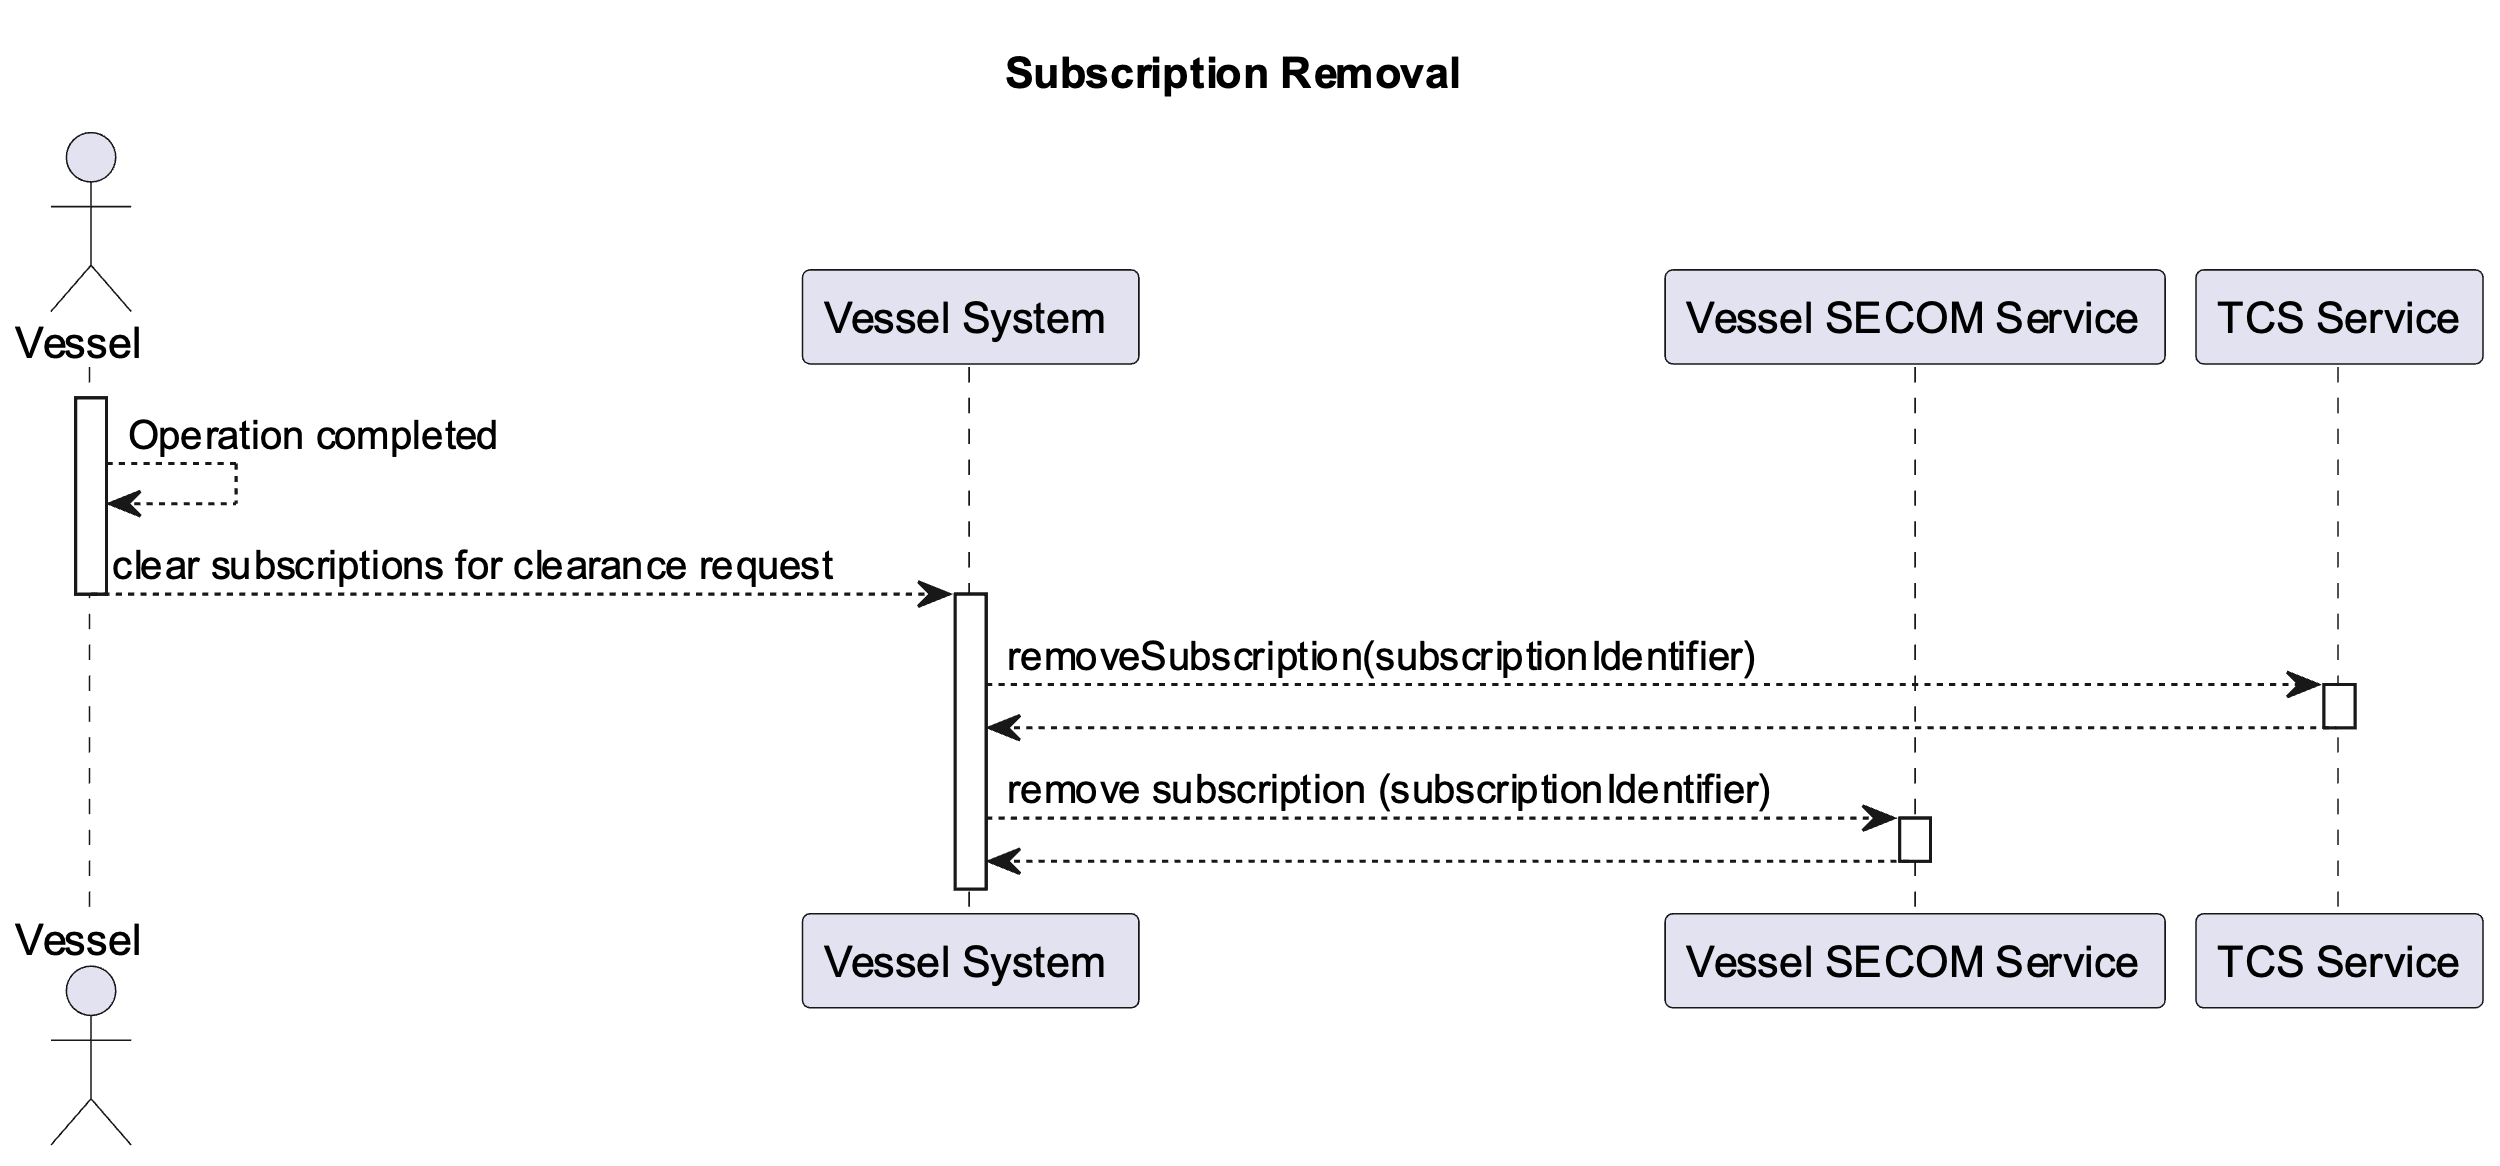 Subscription Removal
Vessel
Vessel System
Vessel SECOM Service
TCS Service
Operation completed
clear subscriptions for clearance request
removeSubscription(subscriptionIdentifier)
remove subscription (subscriptionIdentifier)
Vessel
Vessel System
Vessel SECOM Service
TCS Service